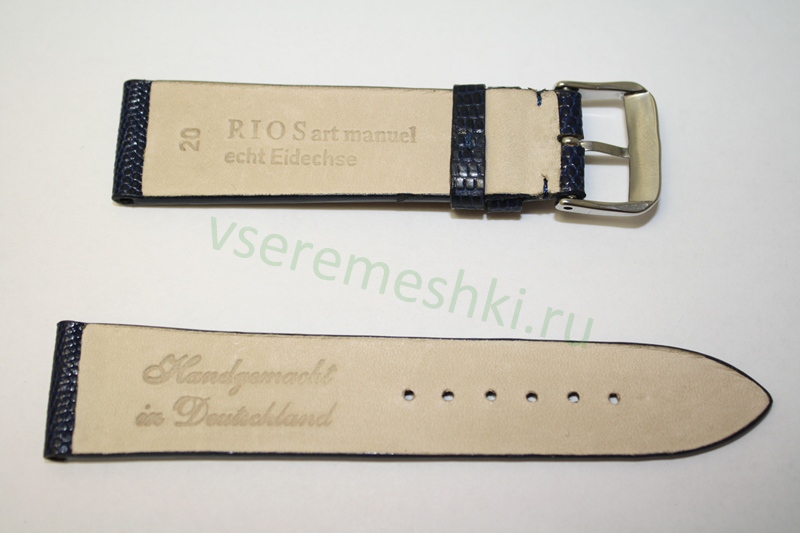 20
RIOS art manuel
echt Eidechse
vseremeshki.ru
Handgemacht
in Deutschland